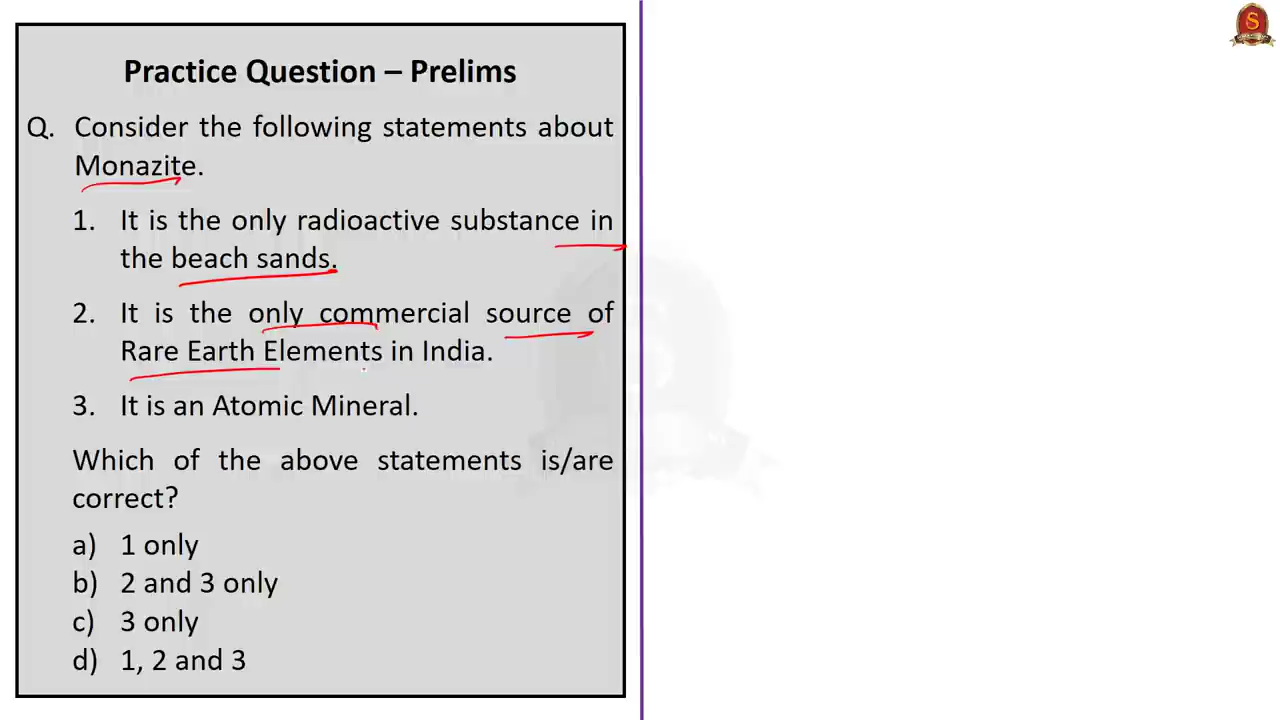 Practice Question – Prelims
Q. Consider the following statements about
Monazite.
1. It is the only radioactive substance in
the beach sands.
2. It is the only commercial source of
Rare Earth Elements in India.
3. It is an Atomic Mineral.
Which of the above statements is/are
correct?
a) 1 only
b) 2 and 3 only
c) 3 only
d) 1, 2 and 3
S